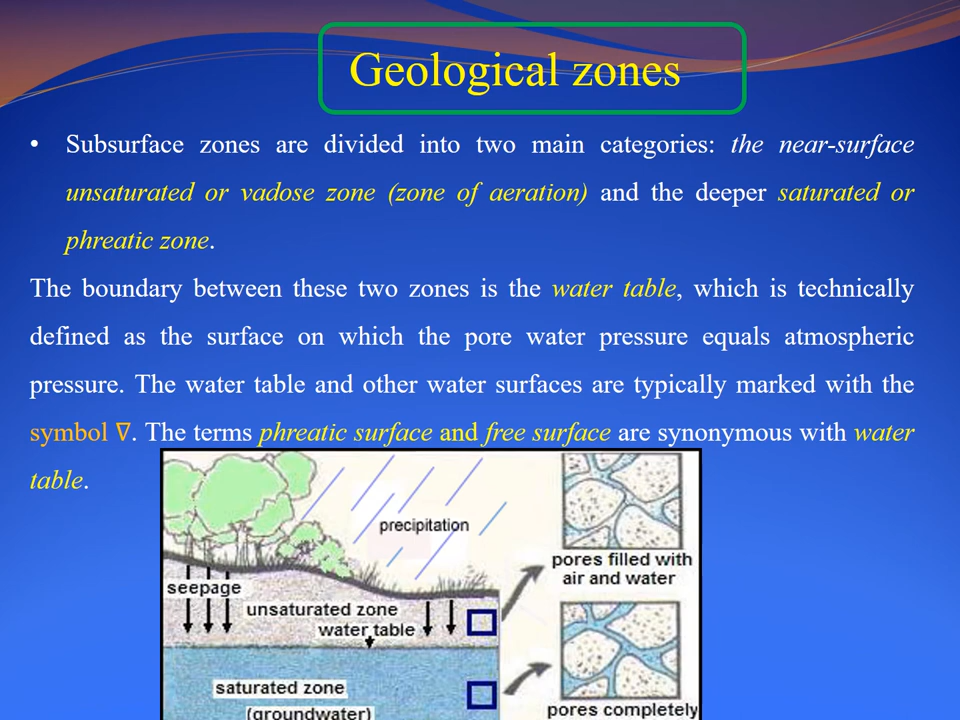 Geological zones
• Subsurface zones are divided into two main categories: the near-surface
unsaturated or vadose zone (zone of aeration) and the deeper saturated or
phreatic zone.
The boundary between these two zones is the water table, which is technically
defined as the surface on which the pore water pressure equals atmospheric
pressure. The water table and other water surfaces are typically marked with the
symbol ∇. The terms phreatic surface and free surface are synonymous with water
table.
precipitation
pores filled with
air and water
seepage
unsaturated zone
water table
saturated zone
(groundwater)
pores completely